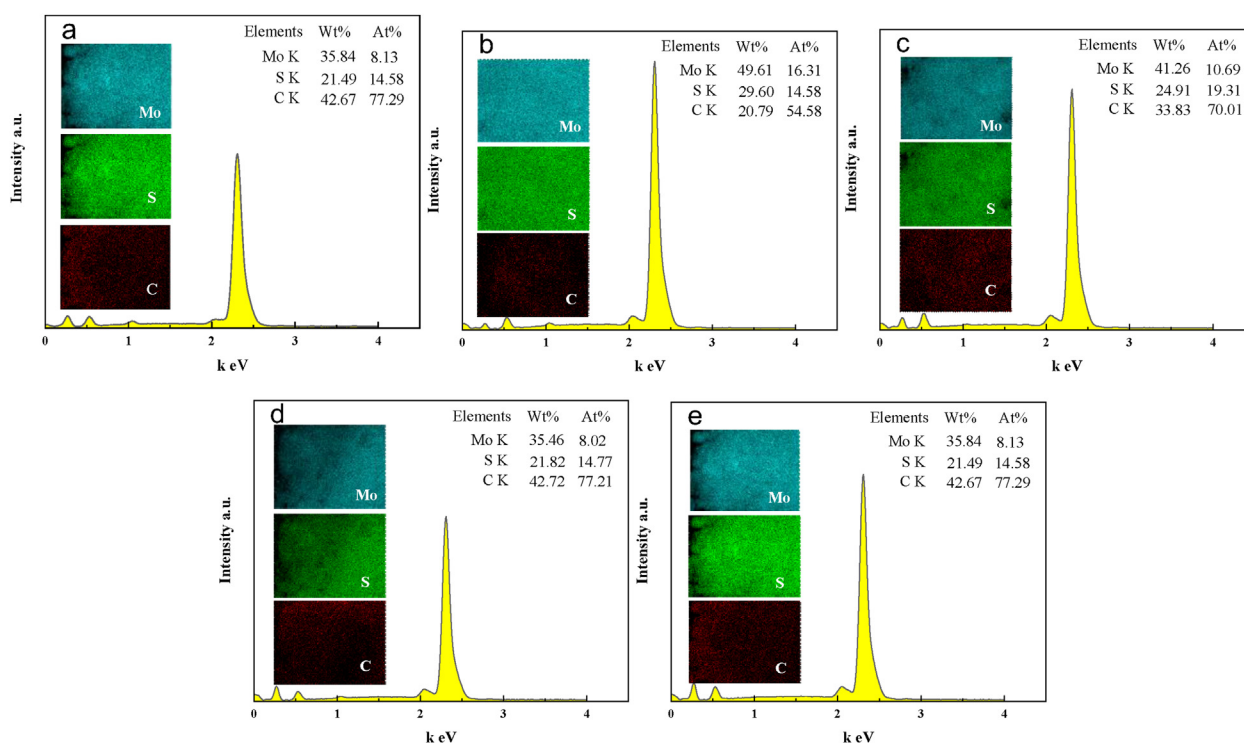 a
Elements Wt% At%
Mo K 35.84 8.13
S K 21.49 14.58
C K 42.67 77.29
Mo
S
C
Intensity a.u.
0 1 2 3 4
k eV
b
Elements Wt% At%
Mo K 49.61 16.31
S K 29.60 14.58
C K 20.79 54.58
Mo
S
C
Intensity a.u.
0 1 2 3 4
k eV
c
Elements Wt% At%
Mo K 41.26 10.69
S K 24.91 19.31
C K 33.83 70.01
Mo
S
C
Intensity a.u.
0 1 2 3 4
k eV
d
Elements Wt% At%
Mo K 35.46 8.02
S K 21.82 14.77
C K 42.72 77.21
Mo
S
C
Intensity a.u.
0 1 2 3 4
k eV
e
Elements Wt% At%
Mo K 35.84 8.13
S K 21.49 14.58
C K 42.67 77.29
Mo
S
C
Intensity a.u.
0 1 2 3 4
k eV